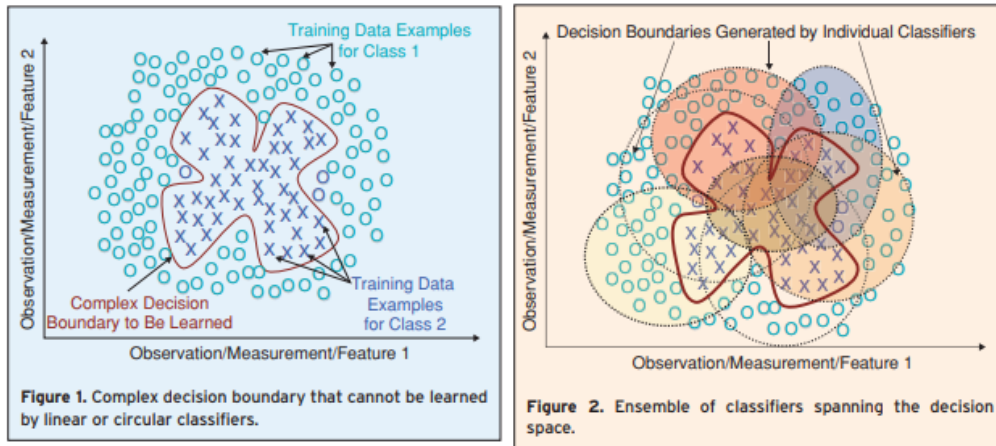 Observation/Measurement/Feature 2
Training Data Examples
for Class 1
Complex Decision
Boundary to Be Learned
Training Data
Examples
for Class 2
Observation/Measurement/Feature 1
Figure 1. Complex decision boundary that cannot be learned
by linear or circular classifiers.
Observation/Measurement/Feature 2
Decision Boundaries Generated by Individual Classifiers
Observation/Measurement/Feature 1
Figure 2. Ensemble of classifiers spanning the decision
space.